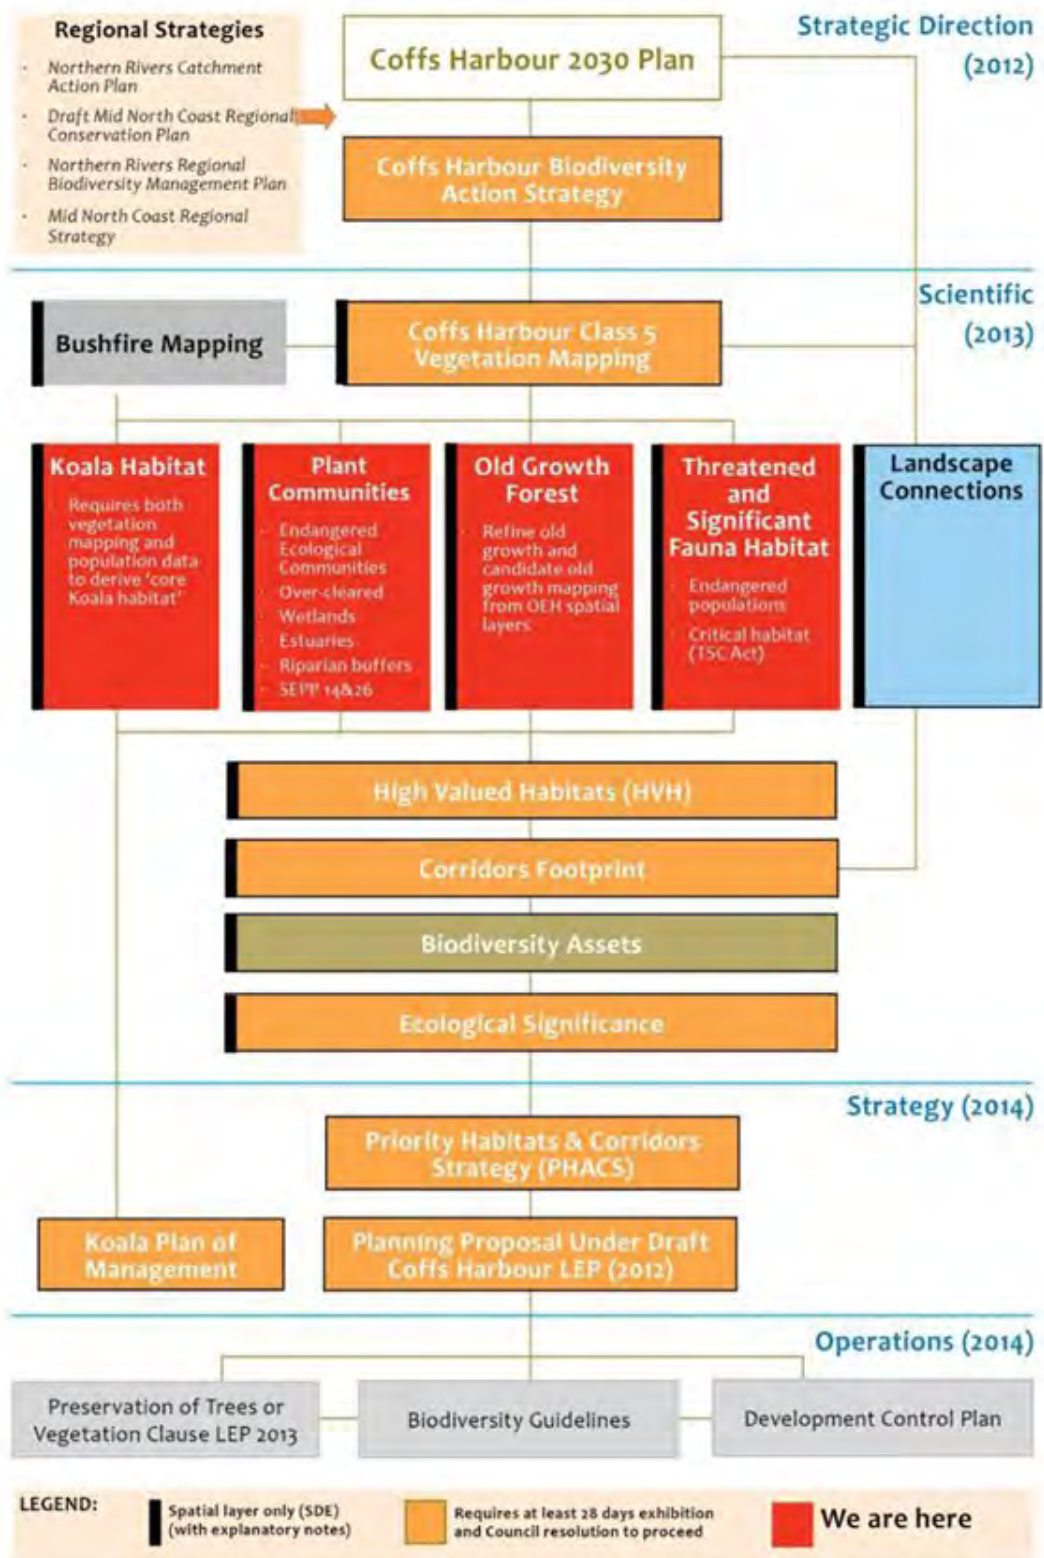 Regional Strategies
· Northern Rivers Catchment
Action Plan
· Draft Mid North Coast Regional
Conservation Plan
· Northern Rivers Regional
Biodiversity Management Plan
· Mid North Coast Regional
Strategy
Coffs Harbour 2030 Plan
Strategic Direction
(2012)
Coffs Harbour Biodiversity
Action Strategy
Scientific
(2013)
Bushfire Mapping
Coffs Harbour Class 5
Vegetation Mapping
Koala Habitat
· Requires both
vegetation
mapping and
population data
to derive 'core
Koala habitat'
Plant
Communities
· Endangered
Ecological
Communities
· Over-cleared
· Wetlands
· Estuaries
· Riparian buffers
· SEPP 14&26
Old Growth
Forest
· Refine old
growth and
candidate old
growth mapping
from OEH spatial
layers
Threatened
and
Significant
Fauna Habitat
· Endangered
populations
· Critical habitat
(TSC Act)
Landscape
Connections
High Valued Habitats (HVH)
Corridors Footprint
Biodiversity Assets
Ecological Significance
Strategy (2014)
Priority Habitats & Corridors
Strategy (PHACS)
Koala Plan of
Management
Planning Proposal Under Draft
Coffs Harbour LEP (2012)
Operations (2014)
Preservation of Trees or
Vegetation Clause LEP 2013
Biodiversity Guidelines
Development Control Plan
LEGEND:
Spatial layer only (SDE)
(with explanatory notes)
Requires at least 28 days exhibition
and Council resolution to proceed
We are here